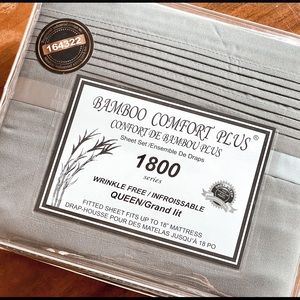 164322
BAMBOO COMFORT PLUS®
CONFORT DE BAMBOU PLUS
Sheet Set/Ensemble De Draps
1800
series
WRINKLE FREE / INFROISSABLE
QUEEN/Grand lit
FITTED SHEET FITS UP TO 16" MATTRESS
DRAP-HOUSSE POUR DES MATELAS JUSQU'À 18 PO